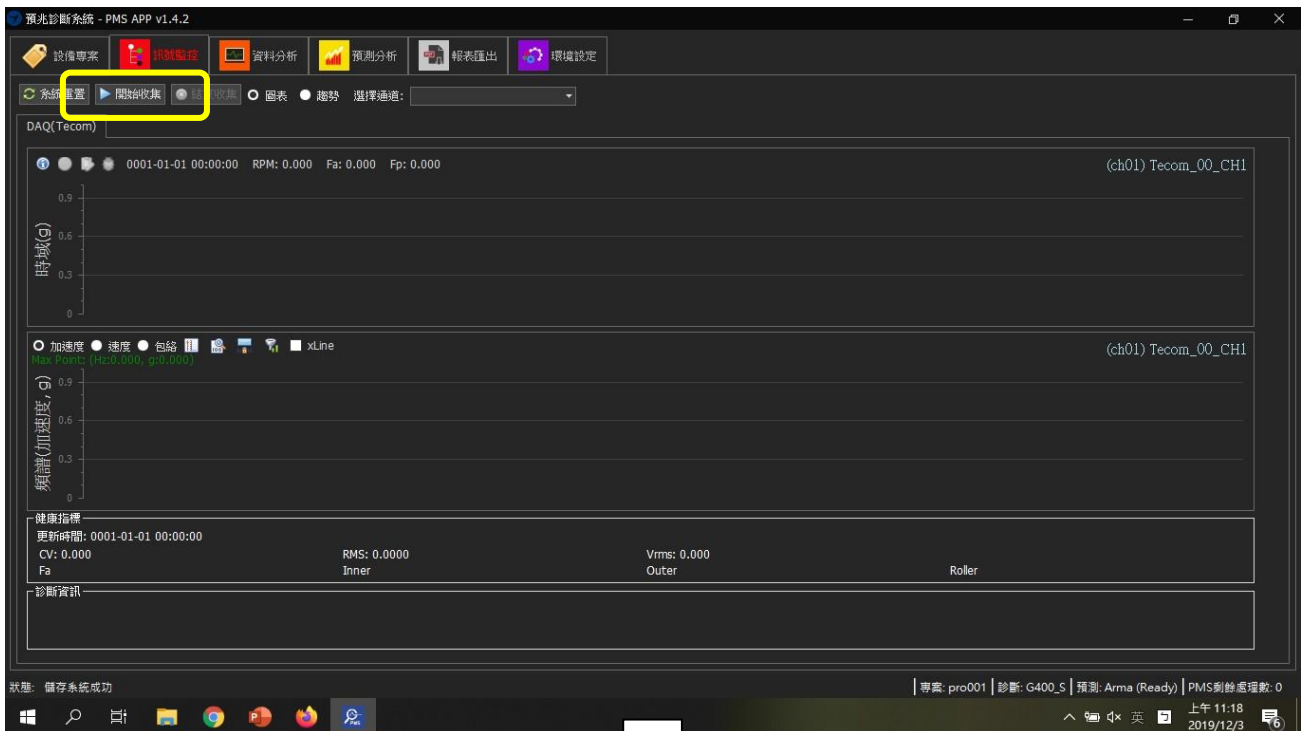 預兆診斷系統 - PMS APP v1.4.2
設備專案 訊號監控 資料分析 預測分析 報表匯出 環境設定
系統重置 開始收集 結束收集 圖表 趨勢 選擇通道:
DAQ(Tecom)
0001-01-01 00:00:00 RPM: 0.000 Fa: 0.000 Fp: 0.000 (ch01) Tecom_00_CH1
時域(g)
0.9
0.6
0.3
0
加速度 速度 包絡 xLine (ch01) Tecom_00_CH1
Max Point: (Hz:0.000, g:0.000)
頻譜(加速度, g)
0.9
0.6
0.3
0
健康指標
更新時間: 0001-01-01 00:00:00
CV: 0.000 RMS: 0.0000 Vrms: 0.000
Fa Inner Outer Roller
診斷資訊
狀態: 儲存系統成功 專案: pro001 診斷: G400_S 預測: Arma (Ready) PMS剩餘處理數: 0
英 上午 11:18
2019/12/3 6